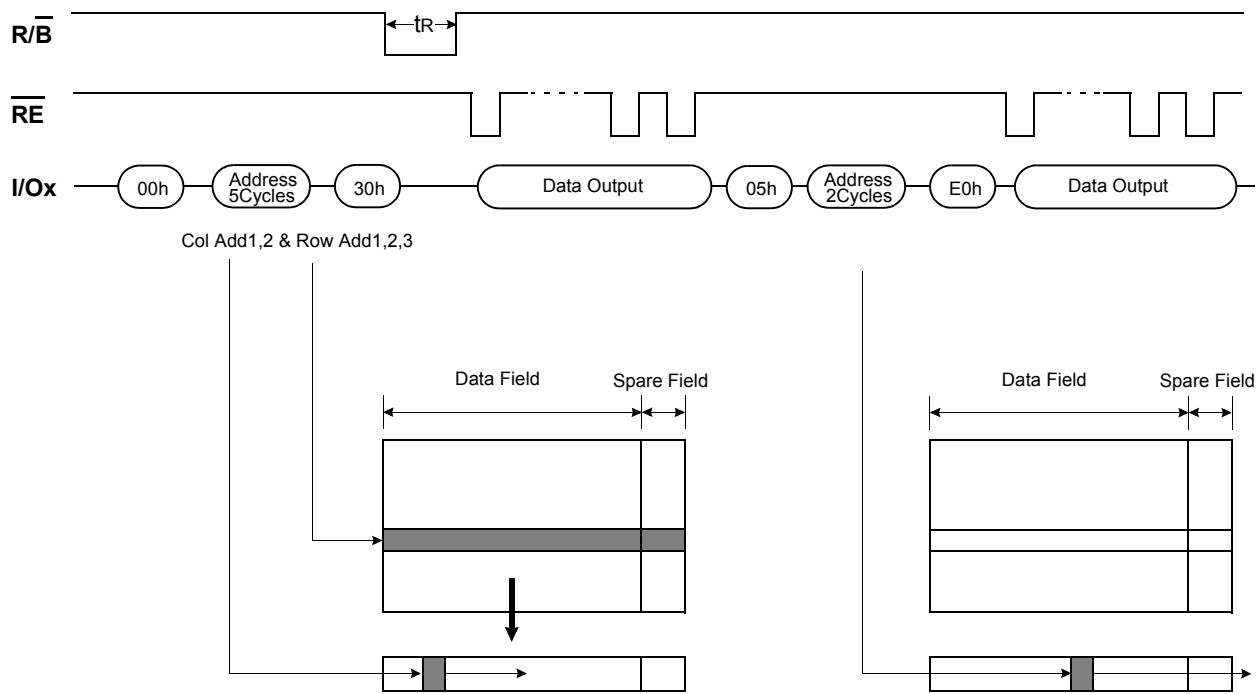 R/B̅
tR
R̅E̅
I/Ox
00h
Address
5Cycles
30h
Data Output
05h
Address
2Cycles
E0h
Data Output
Col Add1,2 & Row Add1,2,3
Data Field
Spare Field
Data Field
Spare Field